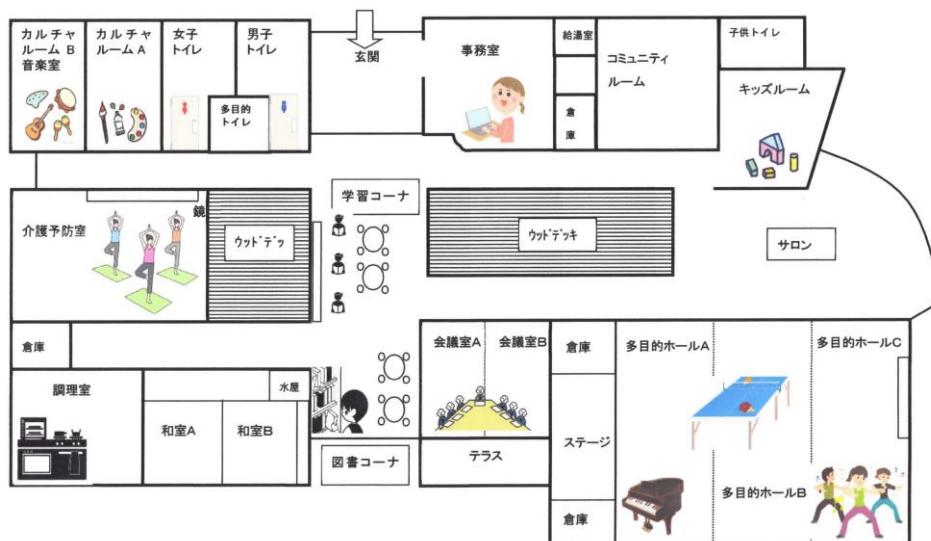 カルチャ
ルーム B
音楽室
カルチャ
ルーム A
女子
トイレ
男子
トイレ
多目的
トイレ
玄関
事務室
給湯室
倉
庫
コミュニティ
ルーム
子供トイレ
キッズルーム
介護予防室
鏡
ウッドデッ
学習コーナ
ウッドデッキ
サロン
倉庫
調理室
水屋
和室A
和室B
図書コーナ
会議室A
会議室B
テラス
倉庫
ステージ
倉庫
多目的ホールA
多目的ホールB
多目的ホールC